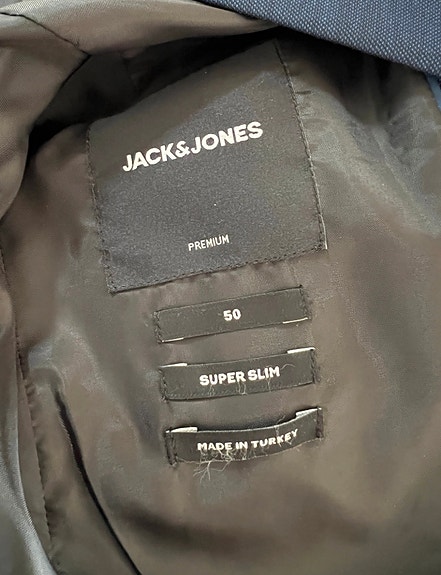 JACK&JONES
PREMIUM
50
SUPER SLIM
MADE IN TURKEY